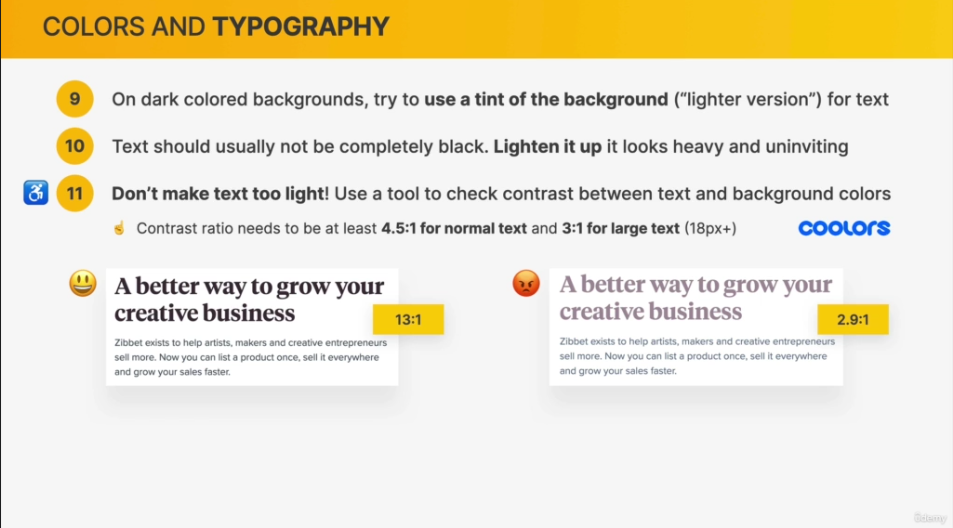 COLORS AND TYPOGRAPHY
9 On dark colored backgrounds, try to use a tint of the background (“lighter version”) for text
10 Text should usually not be completely black. Lighten it up it looks heavy and uninviting
11 Don’t make text too light! Use a tool to check contrast between text and background colors
Contrast ratio needs to be at least 4.5:1 for normal text and 3:1 for large text (18px+)
coolors
A better way to grow your
creative business
13:1
Zibbet exists to help artists, makers and creative entrepreneurs
sell more. Now you can list a product once, sell it everywhere
and grow your sales faster.
A better way to grow your
creative business
2.9:1
Zibbet exists to help artists, makers and creative entrepreneurs
sell more. Now you can list a product once, sell it everywhere
and grow your sales faster.
ûdemy